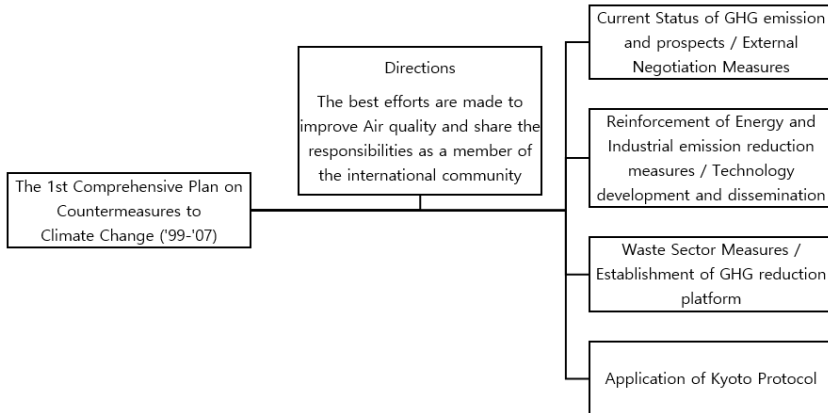 The 1st Comprehensive Plan on
Countermeasures to
Climate Change ('99-'07)
Directions
The best efforts are made to
improve Air quality and share the
responsibilities as a member of
the international community
Current Status of GHG emission
and prospects / External
Negotiation Measures
Reinforcement of Energy and
Industrial emission reduction
measures / Technology
development and dissemination
Waste Sector Measures /
Establishment of GHG reduction
platform
Application of Kyoto Protocol